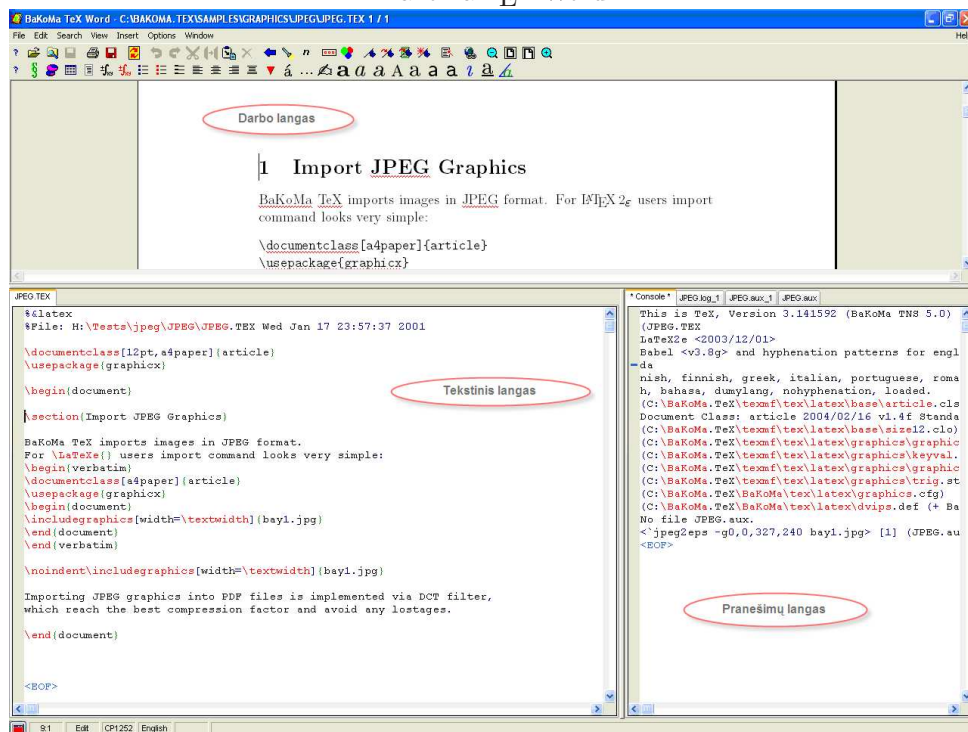 BaKoMa TeX Word - C:\BAKOMA.TEX\SAMPLES\GRAPHICS\JPEG\JPEG.TEX 1 / 1
File Edit Search View Insert Options Window Hel
Darbo langas
1 Import JPEG Graphics
BaKoMa TeX imports images in JPEG format. For LATEX 2ε users import
command looks very simple:
\documentclass[a4paper]{article}
\usepackage{graphicx}
JPEG.TEX
%&latex
%File: H:\Tests\jpeg\JPEG\JPEG.TEX Wed Jan 17 23:57:37 2001
\documentclass[12pt,a4paper]{article}
\usepackage{graphicx}
\begin{document}
Tekstinis langas
\section{Import JPEG Graphics}
BaKoMa TeX imports images in JPEG format.
For \LaTeXe{} users import command looks very simple:
\begin{verbatim}
\documentclass[a4paper]{article}
\usepackage{graphicx}
\begin{document}
\includegraphics[width=\textwidth]{bay1.jpg}
\end{document}
\end{verbatim}
\noindent\includegraphics[width=\textwidth]{bay1.jpg}
Importing JPEG graphics into PDF files is implemented via DCT filter,
which reach the best compression factor and avoid any lostages.
\end{document}
<EOF>
* Console * JPEG.log_1 JPEG.aux_1 JPEG.aux
This is TeX, Version 3.141592 (BaKoMa TNS 5.0)
(JPEG.TEX
LaTeX2e <2003/12/01>
Babel <v3.8g> and hyphenation patterns for engl
da
nish, finnish, greek, italian, portuguese, roma
h, bahasa, dumylang, nohyphenation, loaded.
(C:\BaKoMa.TeX\texmf\tex\latex\base\article.cls
Document Class: article 2004/02/16 v1.4f Standa
(C:\BaKoMa.TeX\texmf\tex\latex\base\size12.clo)
(C:\BaKoMa.TeX\texmf\tex\latex\graphics\graphic
(C:\BaKoMa.TeX\texmf\tex\latex\graphics\keyval.
(C:\BaKoMa.TeX\texmf\tex\latex\graphics\graphic
(C:\BaKoMa.TeX\texmf\tex\latex\graphics\trig.st
(C:\BaKoMa.TeX\BaKoMa\tex\latex\graphics.cfg)
(C:\BaKoMa.TeX\BaKoMa\tex\latex\dvips.def (+ Ba
No file JPEG.aux.
<`jpeg2eps -g0,0,327,240 bay1.jpg> [1] (JPEG.au
<EOF>
Pranešimų langas
9:1 Edit CP1252 English